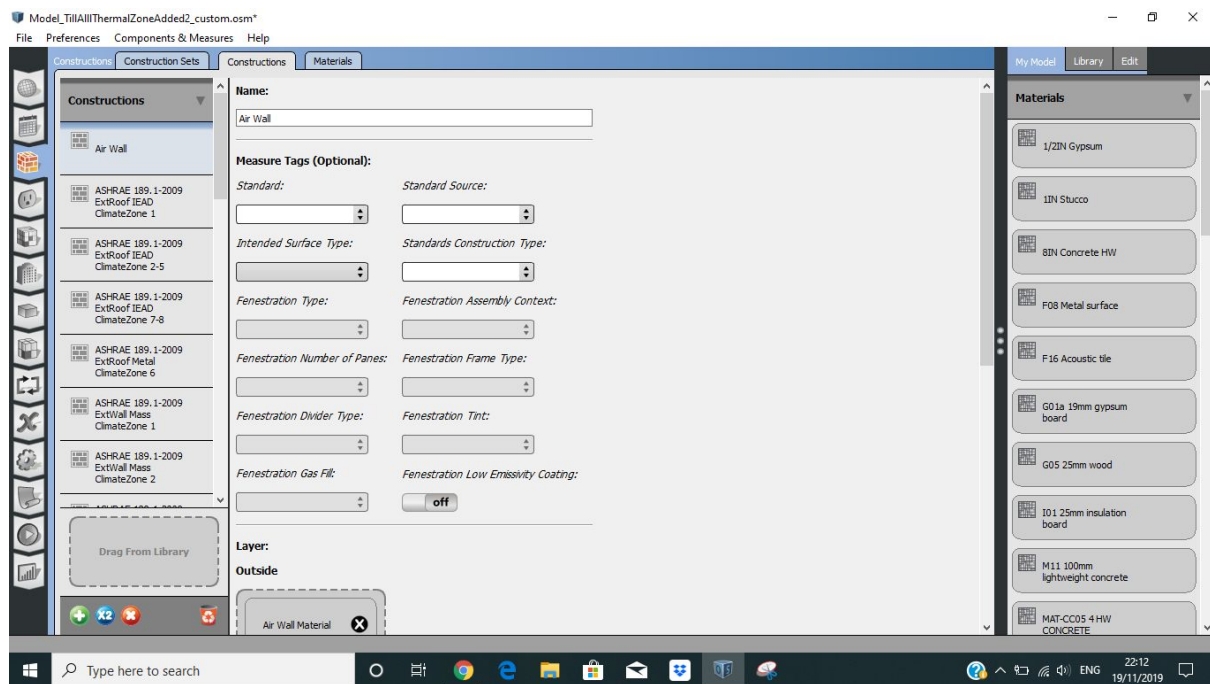 Model_TillAllIThermalZoneAdded2_custom.osm*
File Preferences Components & Measures Help
Constructions Construction Sets Constructions Materials
My Model Library Edit
Constructions
Air Wall
ASHRAE 189.1-2009
ExtRoof IEAD
ClimateZone 1
ASHRAE 189.1-2009
ExtRoof IEAD
ClimateZone 2-5
ASHRAE 189.1-2009
ExtRoof IEAD
ClimateZone 7-8
ASHRAE 189.1-2009
ExtRoof Metal
ClimateZone 6
ASHRAE 189.1-2009
ExtWall Mass
ClimateZone 1
ASHRAE 189.1-2009
ExtWall Mass
ClimateZone 2
Drag From Library
X2
Name:
Air Wall
Measure Tags (Optional):
Standard: Standard Source:
Intended Surface Type: Standards Construction Type:
Fenestration Type: Fenestration Assembly Context:
Fenestration Number of Panes: Fenestration Frame Type:
Fenestration Divider Type: Fenestration Tint:
Fenestration Gas Fill: Fenestration Low Emissivity Coating:
off
Layer:
Outside
Air Wall Material
Materials
1/2IN Gypsum
1IN Stucco
8IN Concrete HW
F08 Metal surface
F16 Acoustic tile
G01a 19mm gypsum
board
G05 25mm wood
I01 25mm insulation
board
M11 100mm
lightweight concrete
MAT-CC05 4 HW
CONCRETE
Type here to search
ENG
22:12
19/11/2019